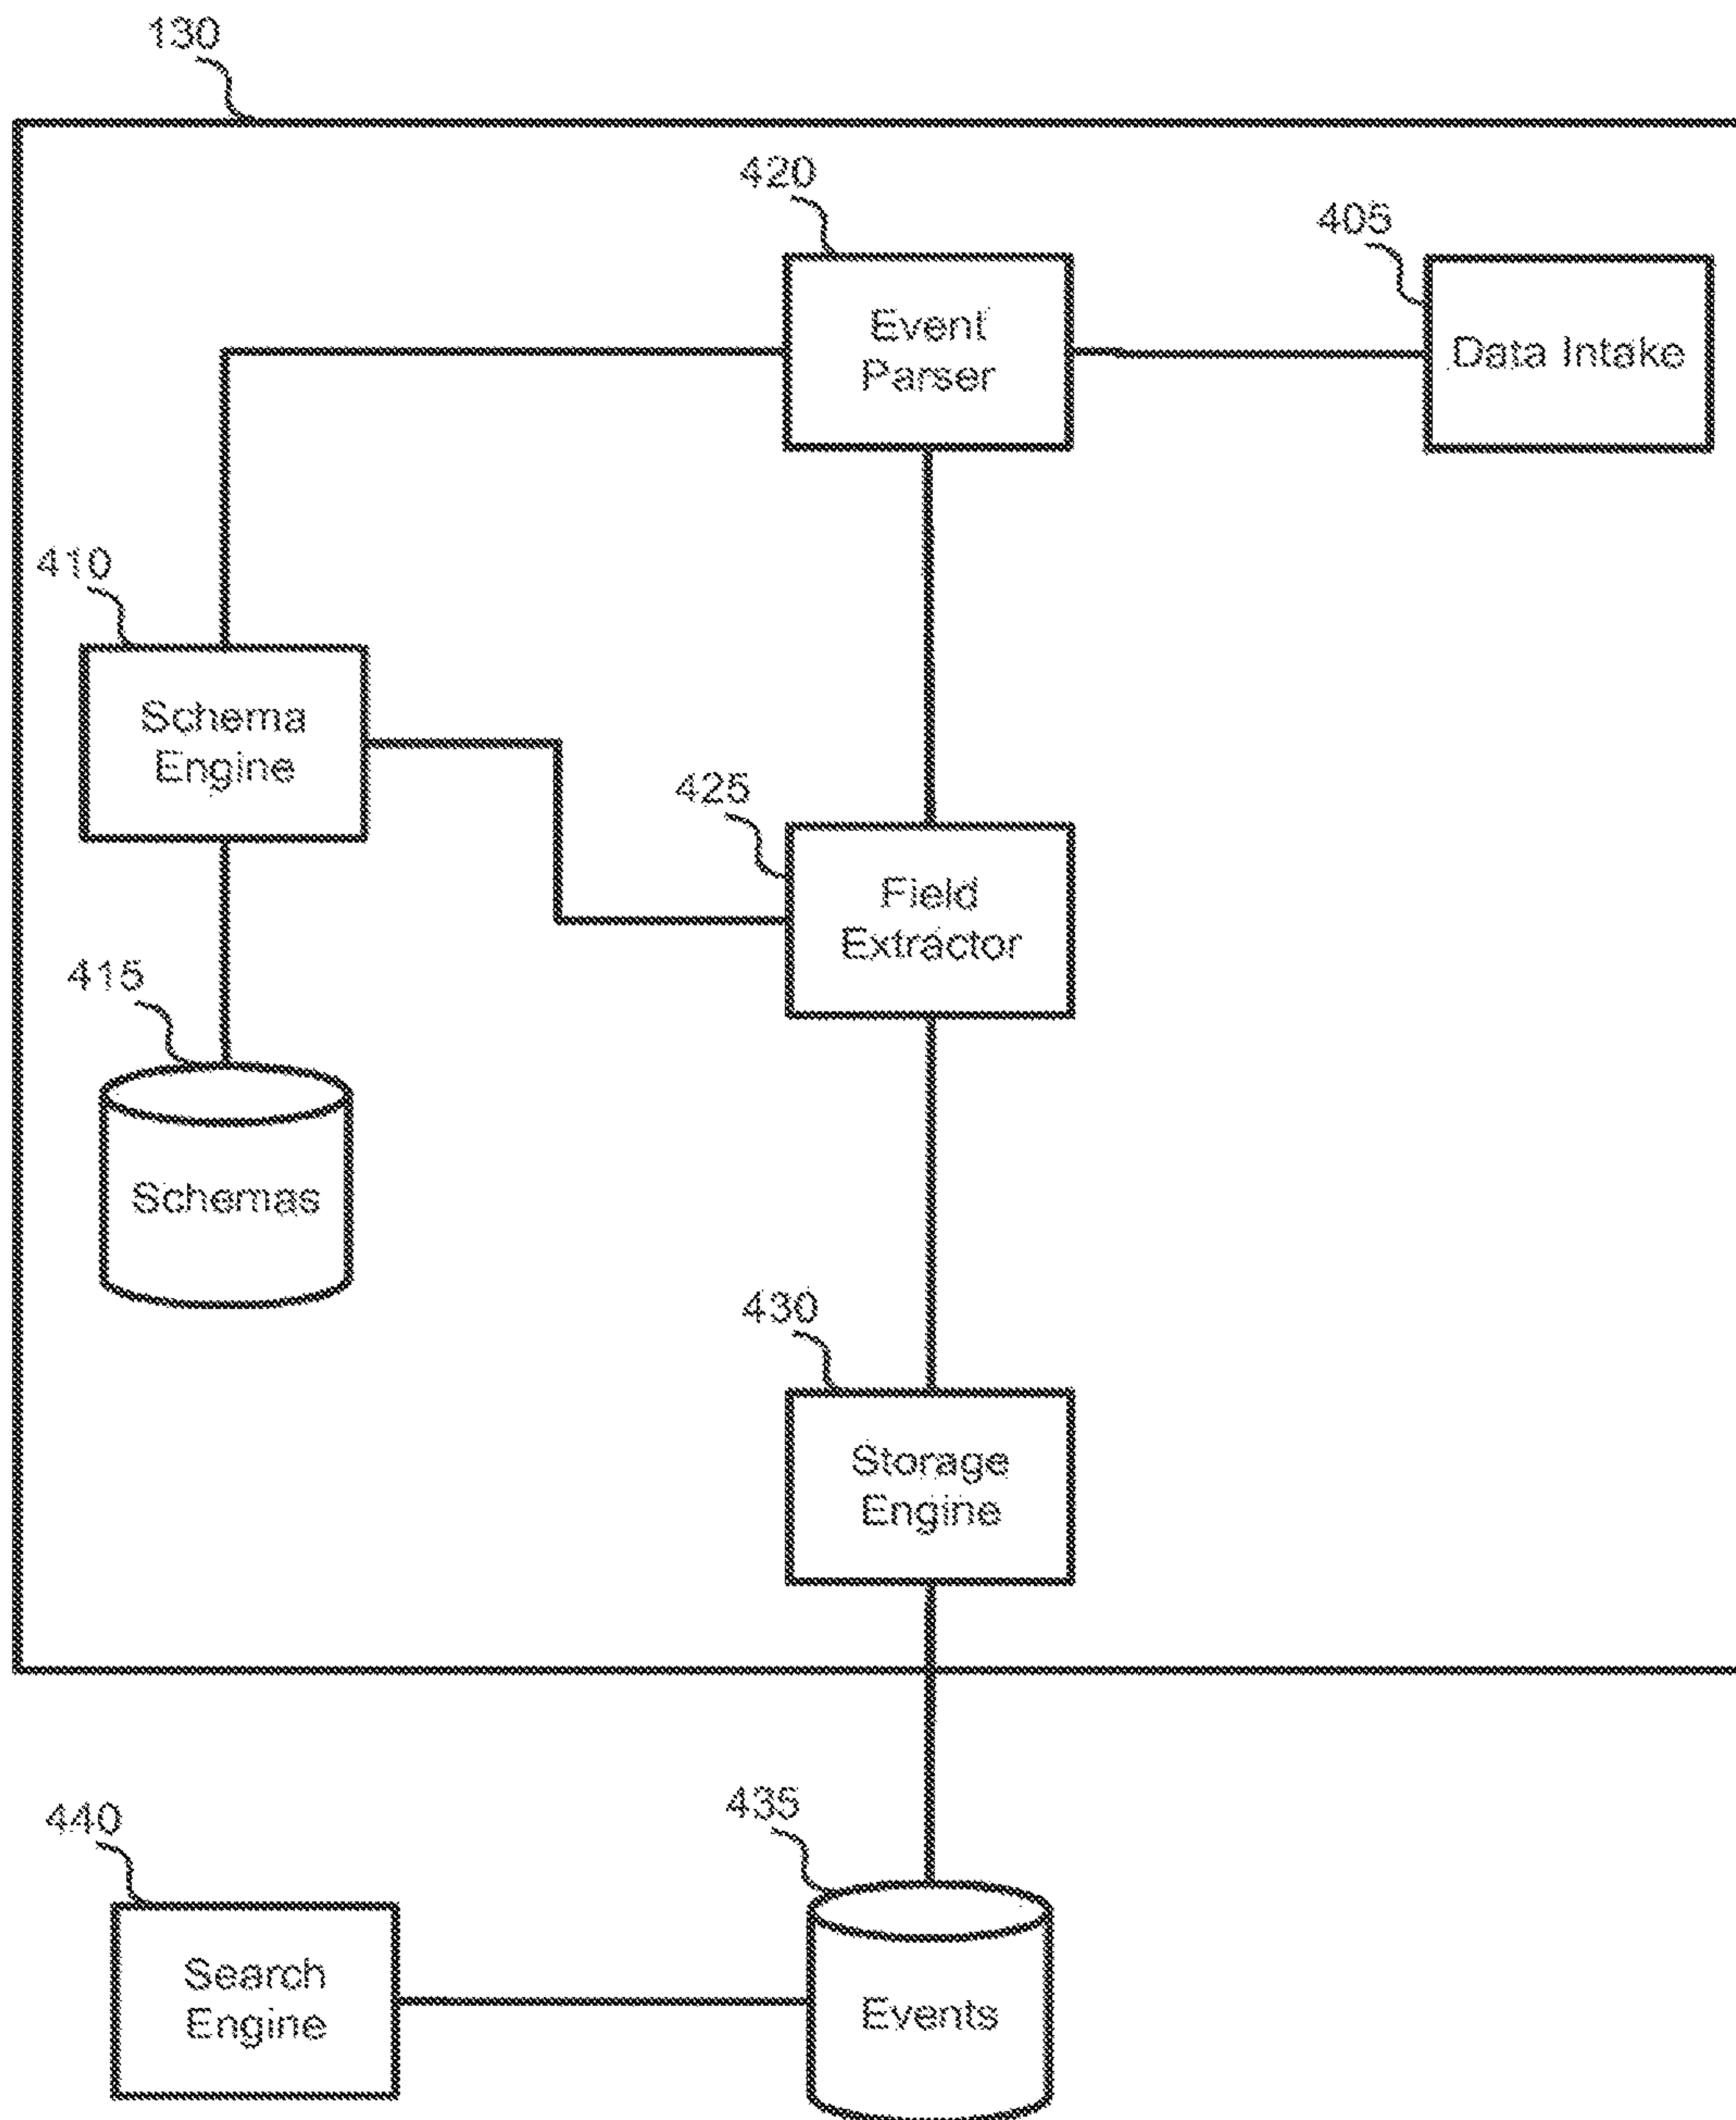 130
420
405
Event
Parser
Data Intake
410
Schema
Engine
425
Field
Extractor
415
Schemas
430
Storage
Engine
440
435
Search
Engine
Events